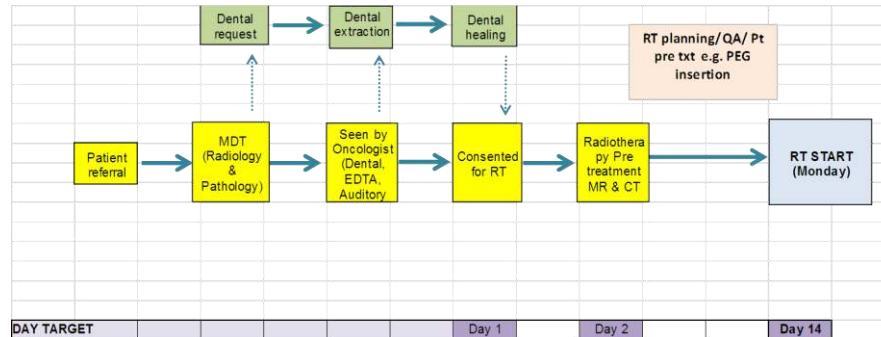 Dental
request
Dental
extraction
Dental
healing
RT planning/QA/ Pt
pre txt e.g. PEG
insertion
Patient
referral
MDT
(Radiology
&
Pathology)
Seen by
Oncologist
(Dental,
EDTA,
Auditory
Consented
for RT
Radiothera
py Pre
treatment
MR & CT
RT START
(Monday)
DAY TARGET
Day 1
Day 2
Day 14